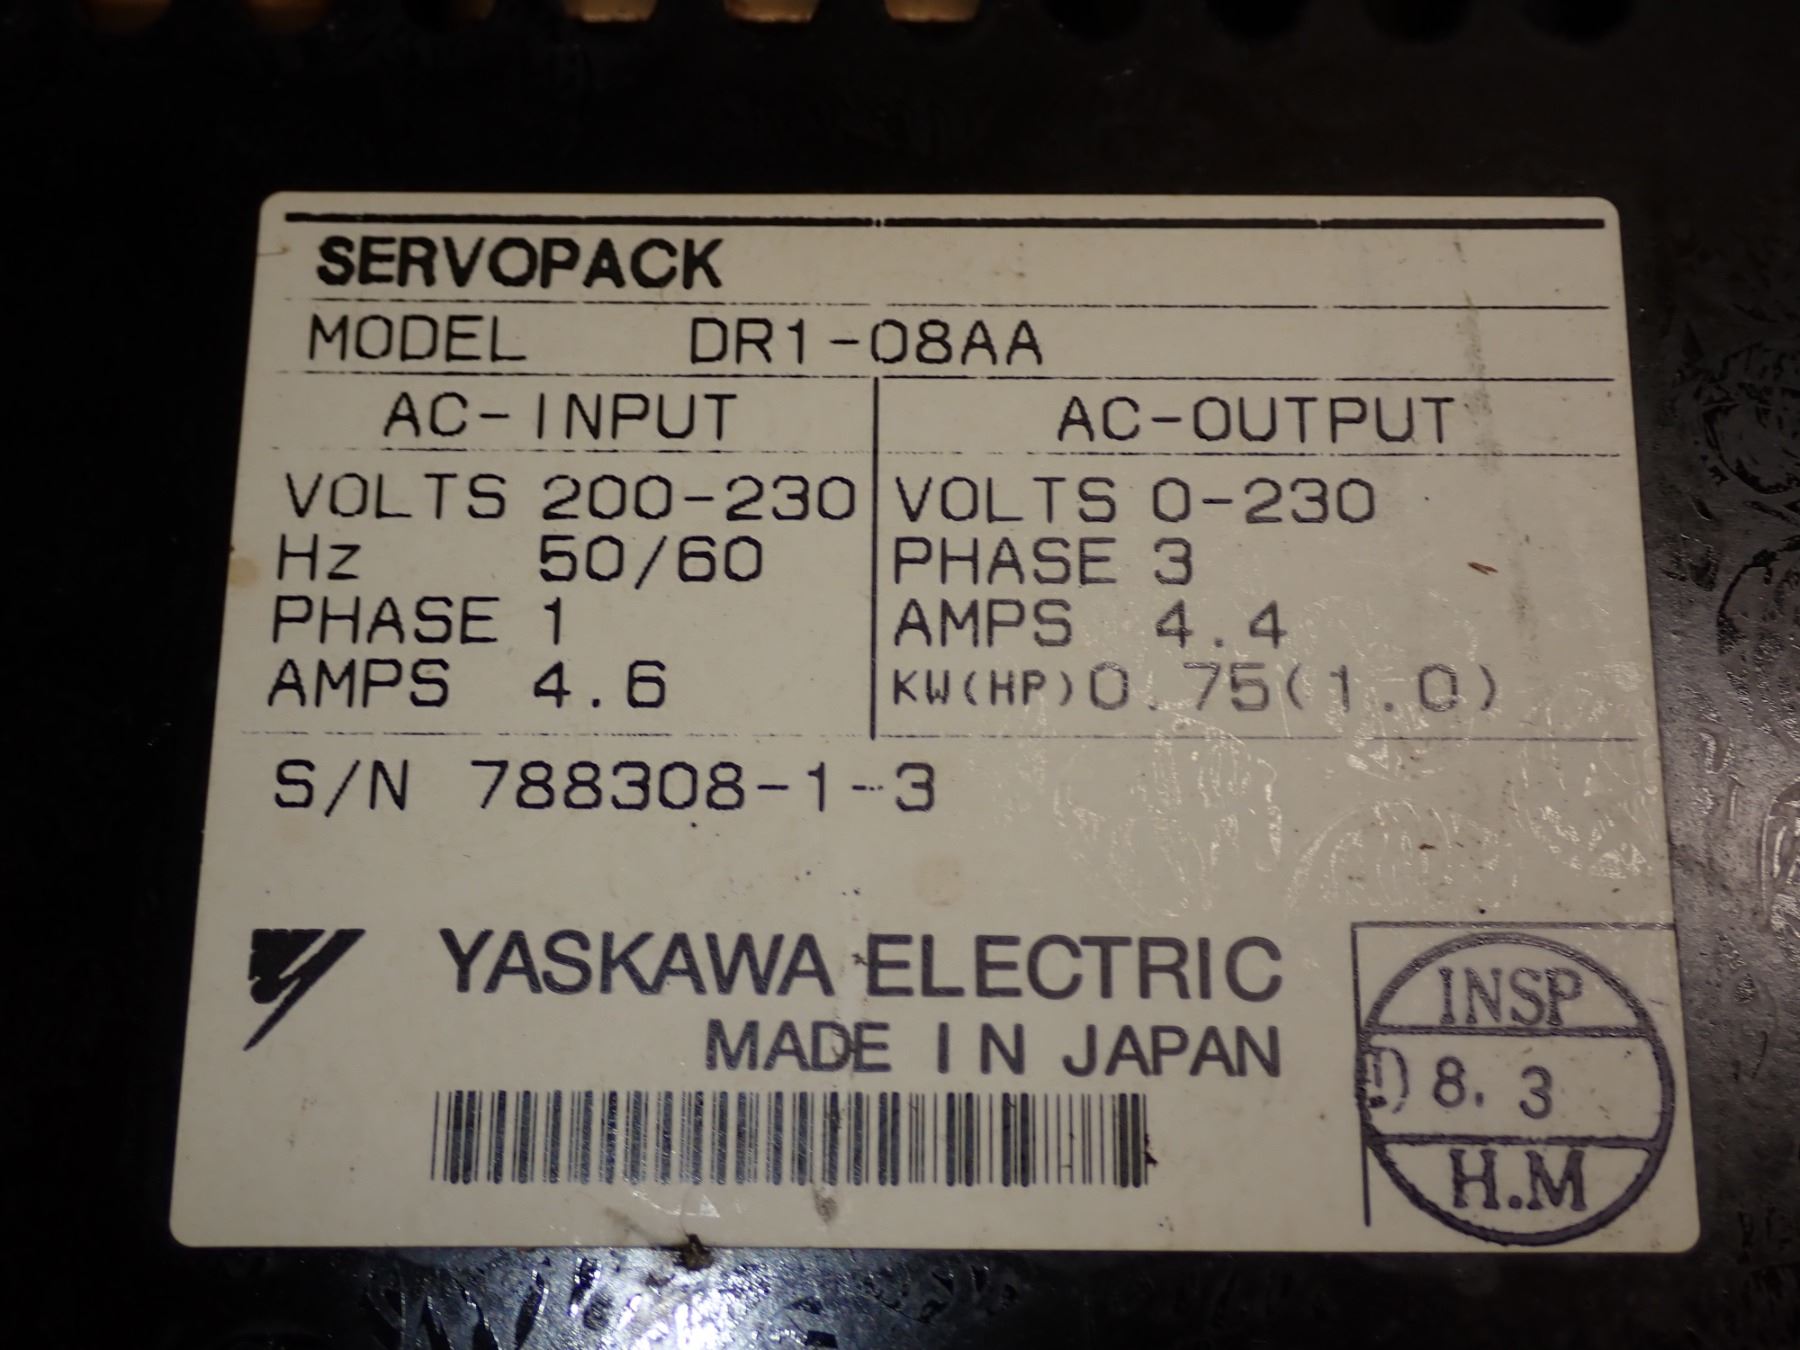 SERVOPACK
MODEL DR1-08AA
AC-INPUT AC-OUTPUT
VOLTS 200-230 VOLTS 0-230
Hz 50/60 PHASE 3
PHASE 1 AMPS 4.4
AMPS 4.6 KW(HP) 0.75(1.0)
S/N 788308-1-3
YASKAWA ELECTRIC
MADE IN JAPAN
INSP
8. 3
H.M